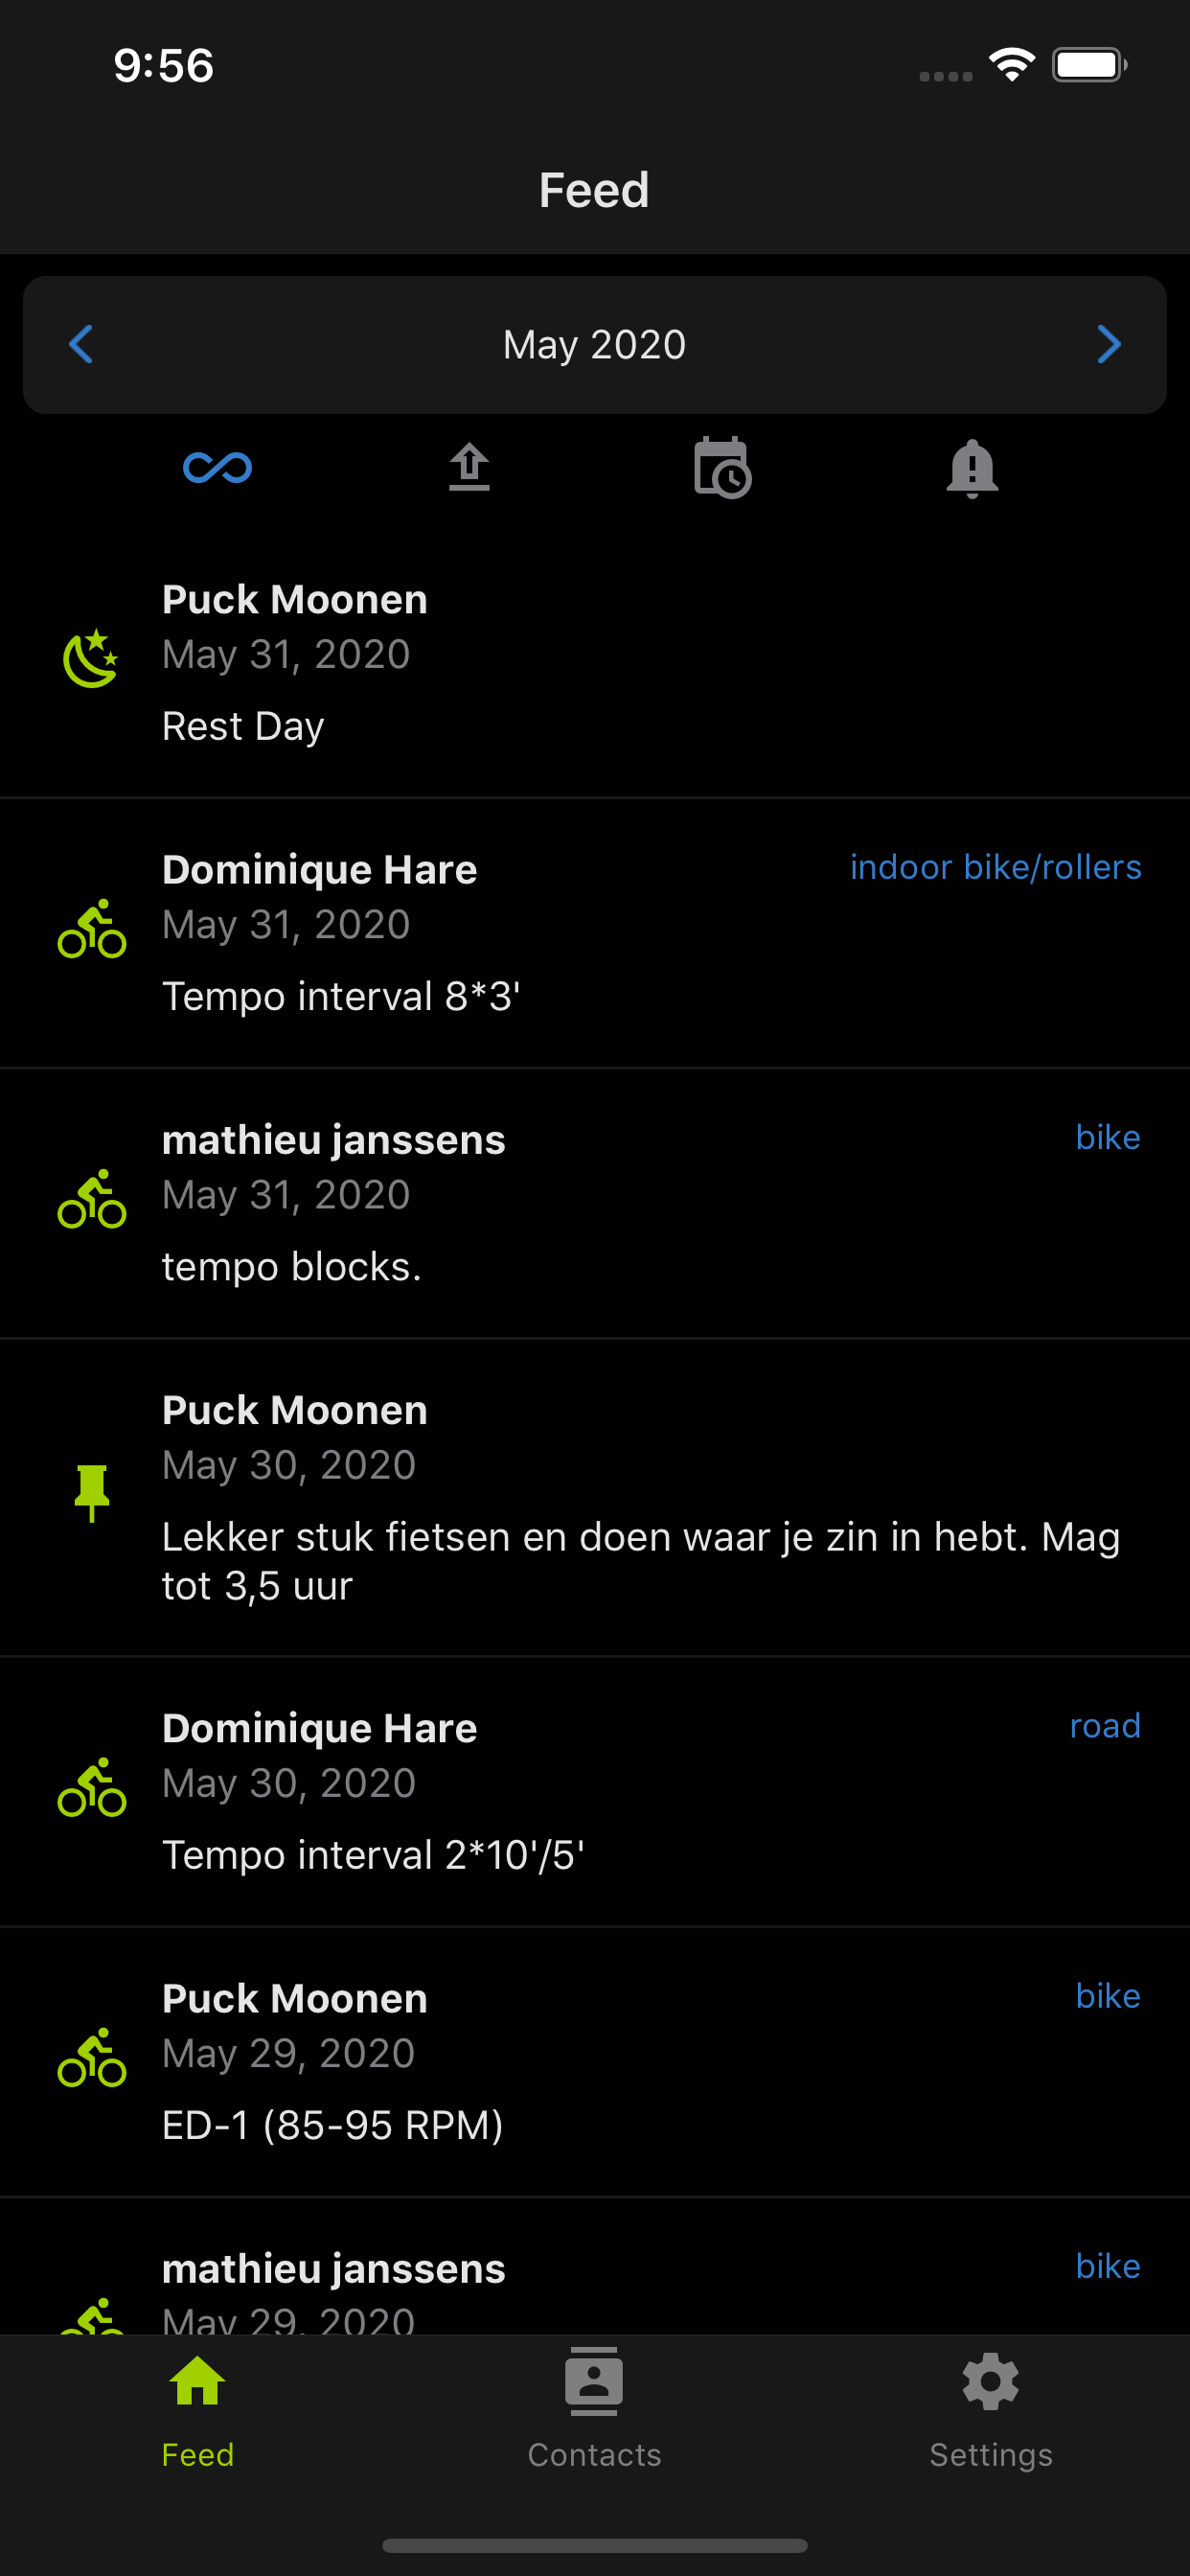 9:56
Feed
May 2020
Puck Moonen
May 31, 2020
Rest Day
Dominique Hare
indoor bike/rollers
May 31, 2020
Tempo interval 8*3'
mathieu janssens
bike
May 31, 2020
tempo blocks.
Puck Moonen
May 30, 2020
Lekker stuk fietsen en doen waar je zin in hebt. Mag
tot 3,5 uur
Dominique Hare
road
May 30, 2020
Tempo interval 2*10'/5'
Puck Moonen
bike
May 29, 2020
ED-1 (85-95 RPM)
mathieu janssens
bike
May 29, 2020
Feed
Contacts
Settings